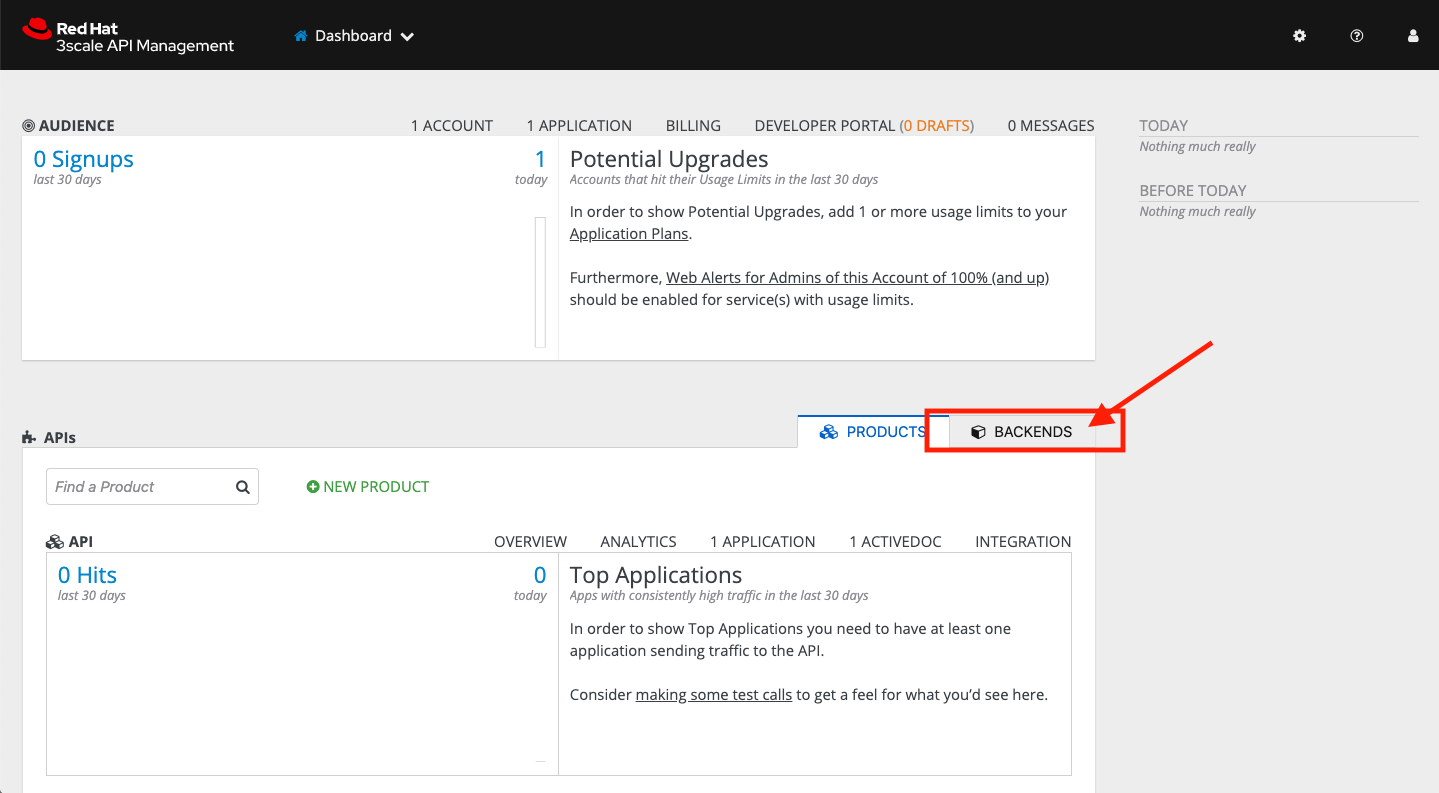 Red Hat
3scale API Management
Dashboard
AUDIENCE
1 ACCOUNT
1 APPLICATION
BILLING
DEVELOPER PORTAL (0 DRAFTS)
0 MESSAGES
0 Signups
last 30 days
1
today
Potential Upgrades
Accounts that hit their Usage Limits in the last 30 days
In order to show Potential Upgrades, add 1 or more usage limits to your
Application Plans.
Furthermore, Web Alerts for Admins of this Account of 100% (and up)
should be enabled for service(s) with usage limits.
TODAY
Nothing much really
BEFORE TODAY
Nothing much really
APIs
PRODUCTS
BACKENDS
Find a Product
NEW PRODUCT
API
OVERVIEW
ANALYTICS
1 APPLICATION
1 ACTIVEDOC
INTEGRATION
0 Hits
last 30 days
0
today
Top Applications
Apps with consistently high traffic in the last 30 days
In order to show Top Applications you need to have at least one
application sending traffic to the API.
Consider making some test calls to get a feel for what you'd see here.